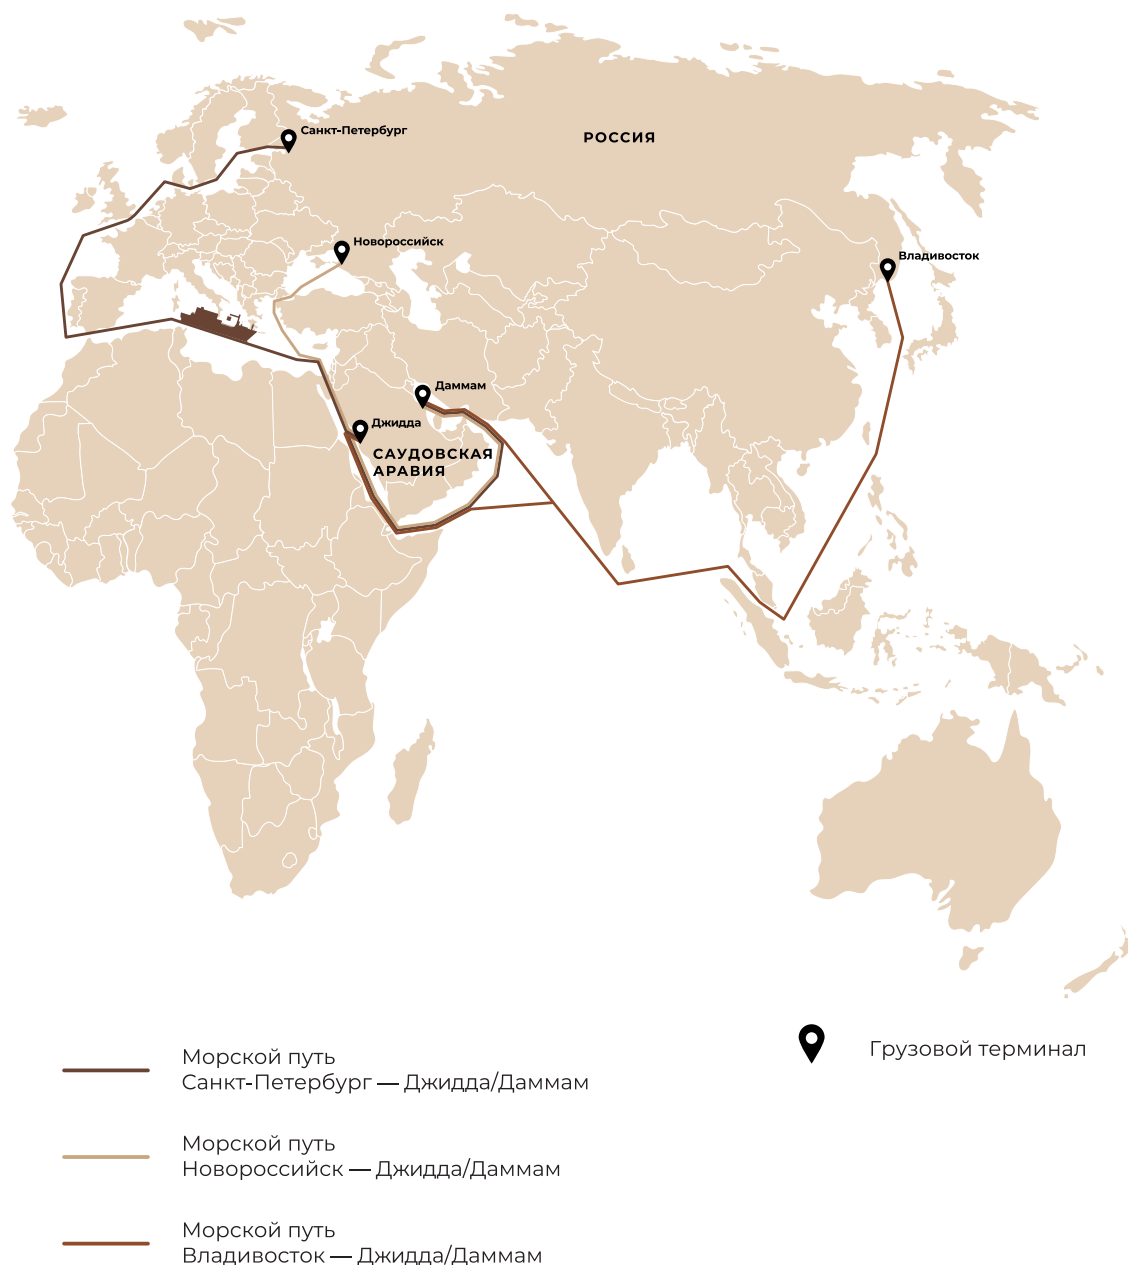 Санкт-Петербург
РОССИЯ
Новороссийск
Владивосток
Даммам
Джидда
САУДОВСКАЯ
АРАВИЯ
Морской путь
Санкт-Петербург — Джидда/Даммам
Грузовой терминал
Морской путь
Новороссийск — Джидда/Даммам
Морской путь
Владивосток — Джидда/Даммам